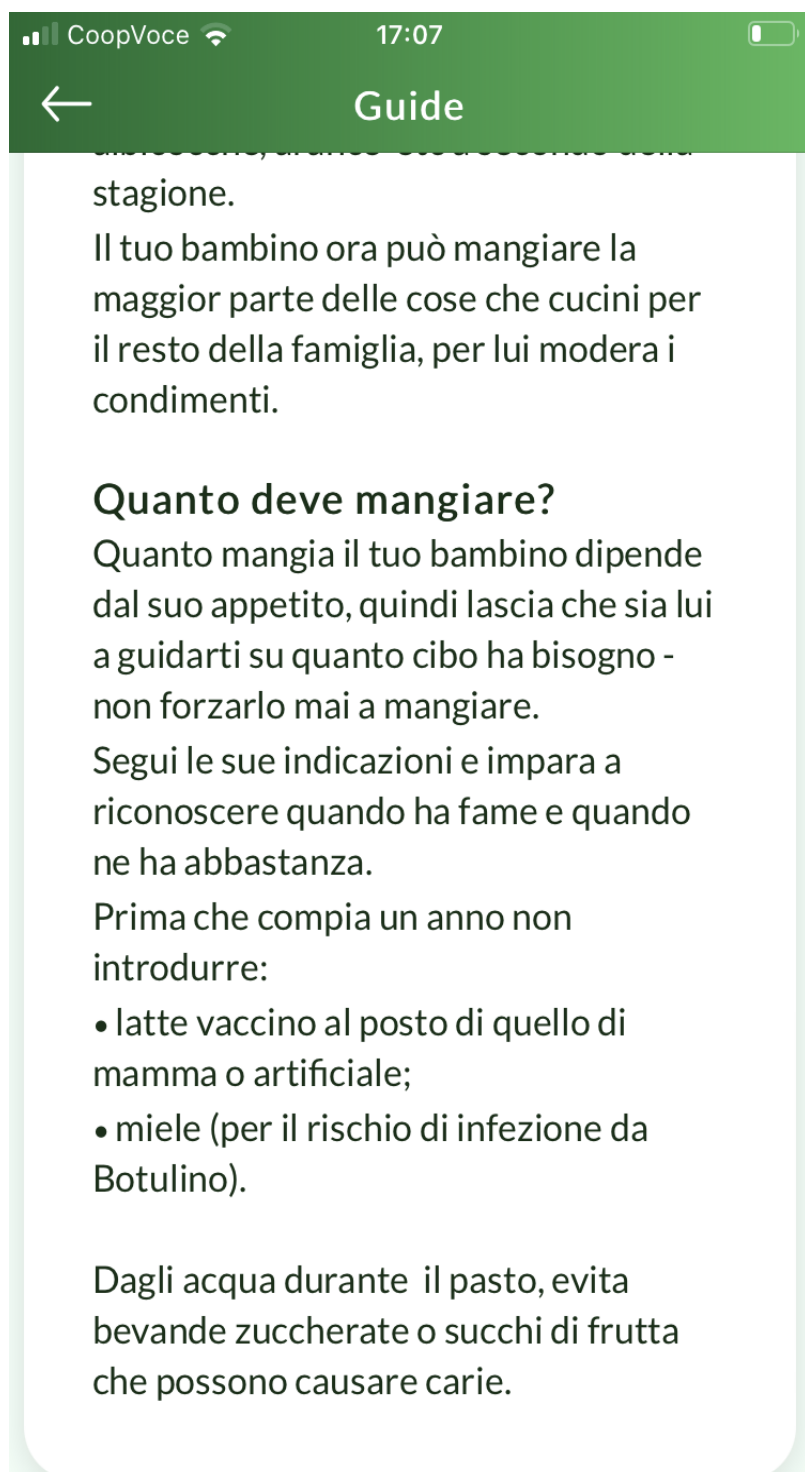 CoopVoce
17:07
Guide
stagione.
Il tuo bambino ora può mangiare la
maggior parte delle cose che cucini per
il resto della famiglia, per lui modera i
condimenti.
Quanto deve mangiare?
Quanto mangia il tuo bambino dipende
dal suo appetito, quindi lascia che sia lui
a guidarti su quanto cibo ha bisogno -
non forzarlo mai a mangiare.
Segui le sue indicazioni e impara a
riconoscere quando ha fame e quando
ne ha abbastanza.
Prima che compia un anno non
introdurre:
• latte vaccino al posto di quello di
mamma o artificiale;
• miele (per il rischio di infezione da
Botulino).
Dagli acqua durante  il pasto, evita
bevande zuccherate o succhi di frutta
che possono causare carie.